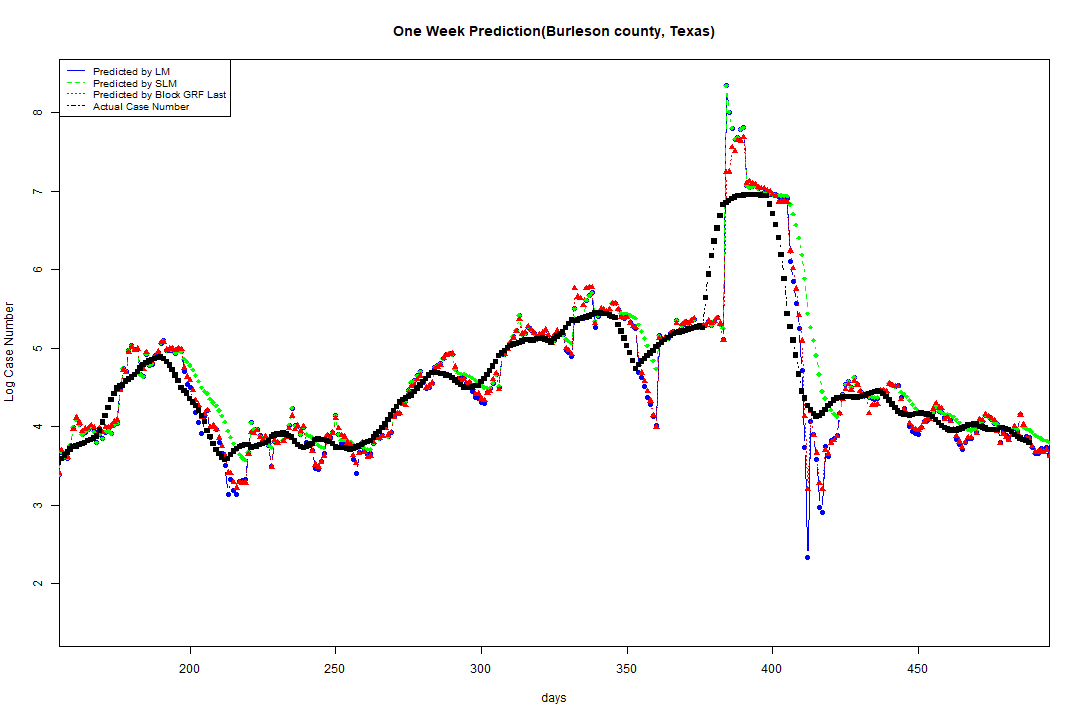 One Week Prediction(Burleson county, Texas)
Predicted by LM
Predicted by SLM
Predicted by Block GRF Last
Actual Case Number
8
7
6
5
4
3
2
Log Case Number
200 250 300 350 400 450
days